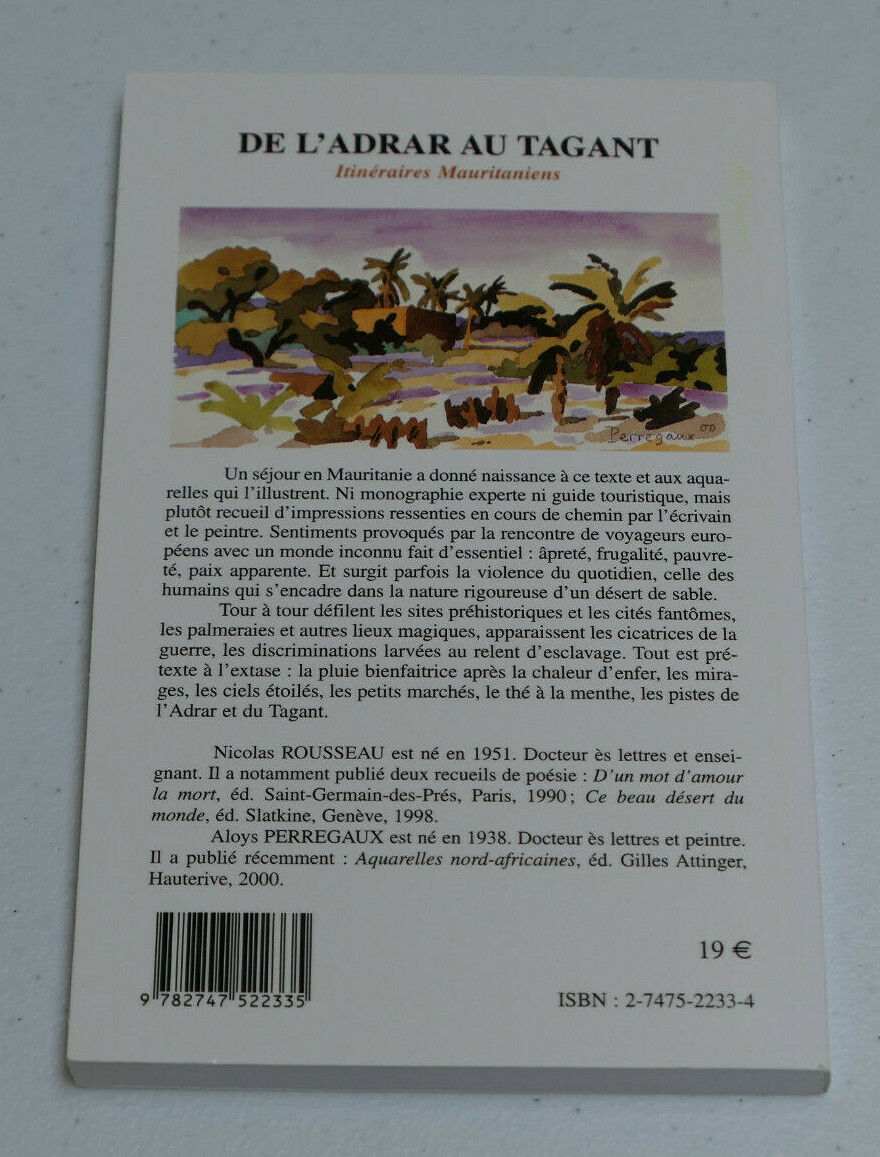 DE L'ADRAR AU TAGANT
Itinéraires Mauritaniens
Perregaux 00
Un séjour en Mauritanie a donné naissance à ce texte et aux aqua-
relles qui l'illustrent. Ni monographie experte ni guide touristique, mais
plutôt recueil d'impressions ressenties en cours de chemin par l'écrivain
et le peintre. Sentiments provoqués par la rencontre de voyageurs euro-
péens avec un monde inconnu fait d'essentiel : âpreté, frugalité, pauvre-
té, paix apparente. Et surgit parfois la violence du quotidien, celle des
humains qui s'encadre dans la nature rigoureuse d'un désert de sable.
Tour à tour défilent les sites préhistoriques et les cités fantômes,
les palmeraies et autres lieux magiques, apparaissent les cicatrices de la
guerre, les discriminations larvées au relent d'esclavage. Tout est pré-
texte à l'extase : la pluie bienfaitrice après la chaleur d'enfer, les mira-
ges, les ciels étoilés, les petits marchés, le thé à la menthe, les pistes de
l'Adrar et du Tagant.
Nicolas ROUSSEAU est né en 1951. Docteur ès lettres et ensei-
gnant. Il a notamment publié deux recueils de poésie : D'un mot d'amour
la mort, éd. Saint-Germain-des-Prés, Paris, 1990 ; Ce beau désert du
monde, éd. Slatkine, Genève, 1998.
Aloys PERREGAUX est né en 1938. Docteur ès lettres et peintre.
Il a publié récemment : Aquarelles nord-africaines, éd. Gilles Attinger,
Hauterive, 2000.
19 €
9 782747 522335
ISBN : 2-7475-2233-4